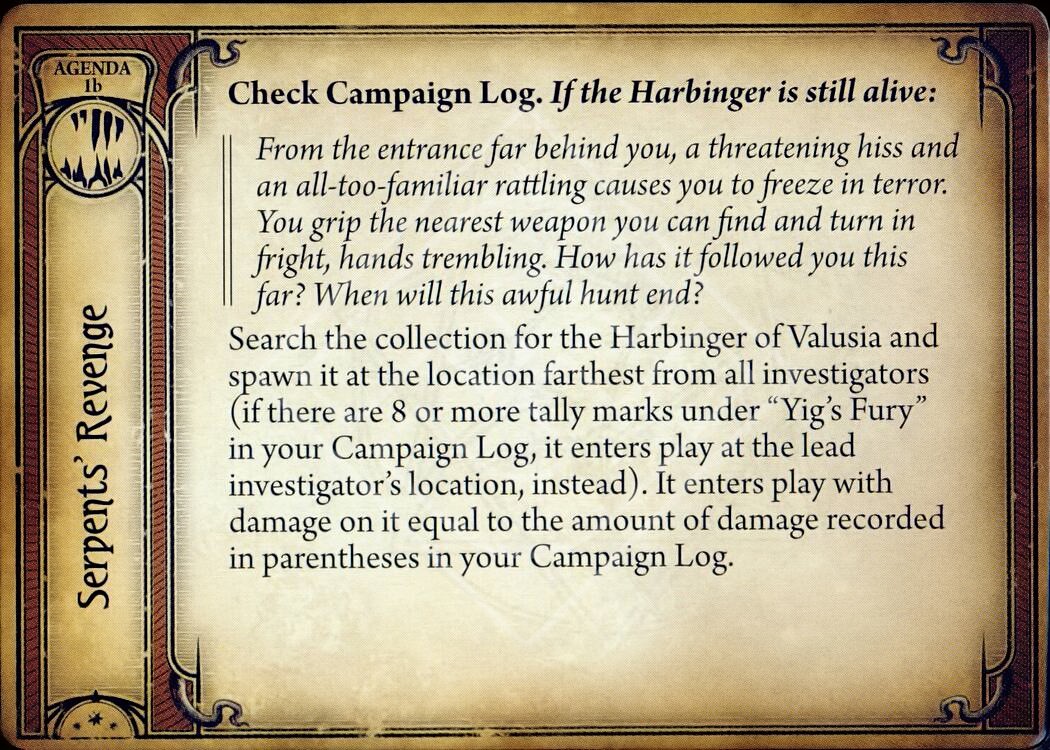 AGENDA
1b
Serpents' Revenge
Check Campaign Log. If the Harbinger is still alive:
From the entrance far behind you, a threatening hiss and
an all-too-familiar rattling causes you to freeze in terror.
You grip the nearest weapon you can find and turn in
fright, hands trembling. How has it followed you this
far? When will this awful hunt end?
Search the collection for the Harbinger of Valusia and
spawn it at the location farthest from all investigators
(if there are 8 or more tally marks under “Yig’s Fury”
in your Campaign Log, it enters play at the lead
investigator’s location, instead). It enters play with
damage on it equal to the amount of damage recorded
in parentheses in your Campaign Log.